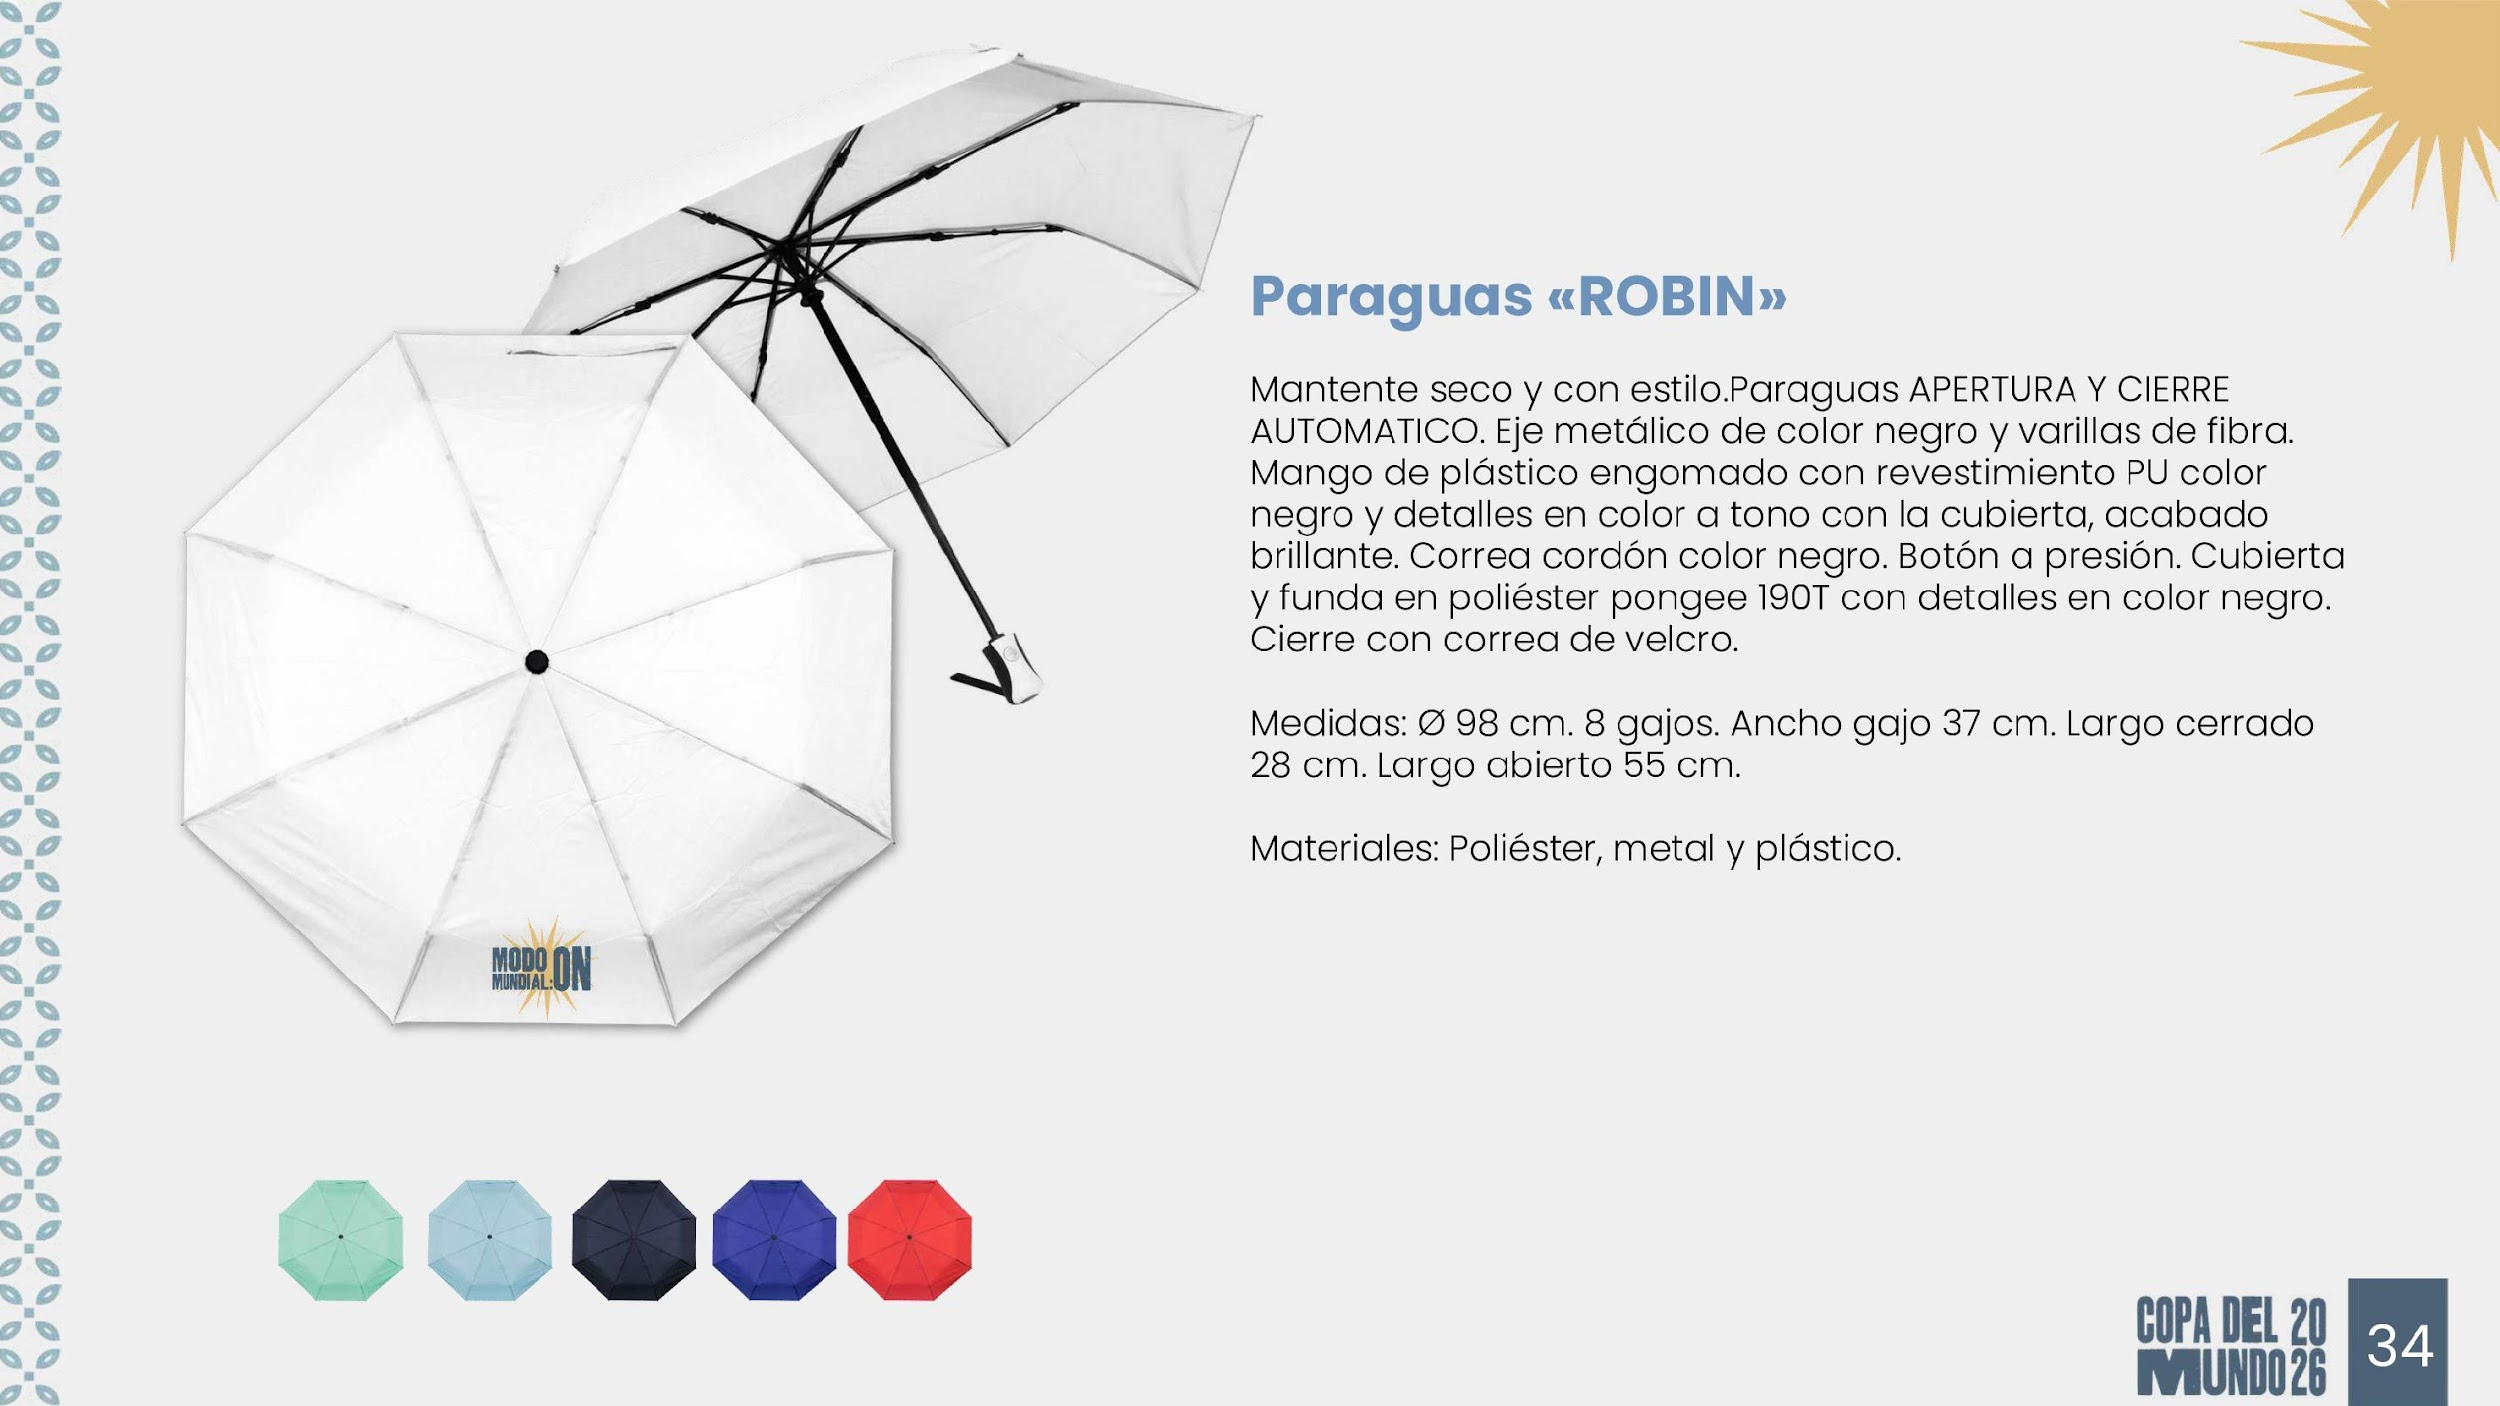 Paraguas «ROBIN»
Mantente seco y con estilo.Paraguas APERTURA Y CIERRE
AUTOMATICO. Eje metálico de color negro y varillas de fibra.
Mango de plástico engomado con revestimiento PU color
negro y detalles en color a tono con la cubierta, acabado
brillante. Correa cordón color negro. Botón a presión. Cubierta
y funda en poliéster pongee 190T con detalles en color negro.
Cierre con correa de velcro.
Medidas: Ø 98 cm. 8 gajos. Ancho gajo 37 cm. Largo cerrado
28 cm. Largo abierto 55 cm.
Materiales: Poliéster, metal y plástico.
MODO
MUNDIAL: ON
COPA DEL 20
MUNDO 26
34